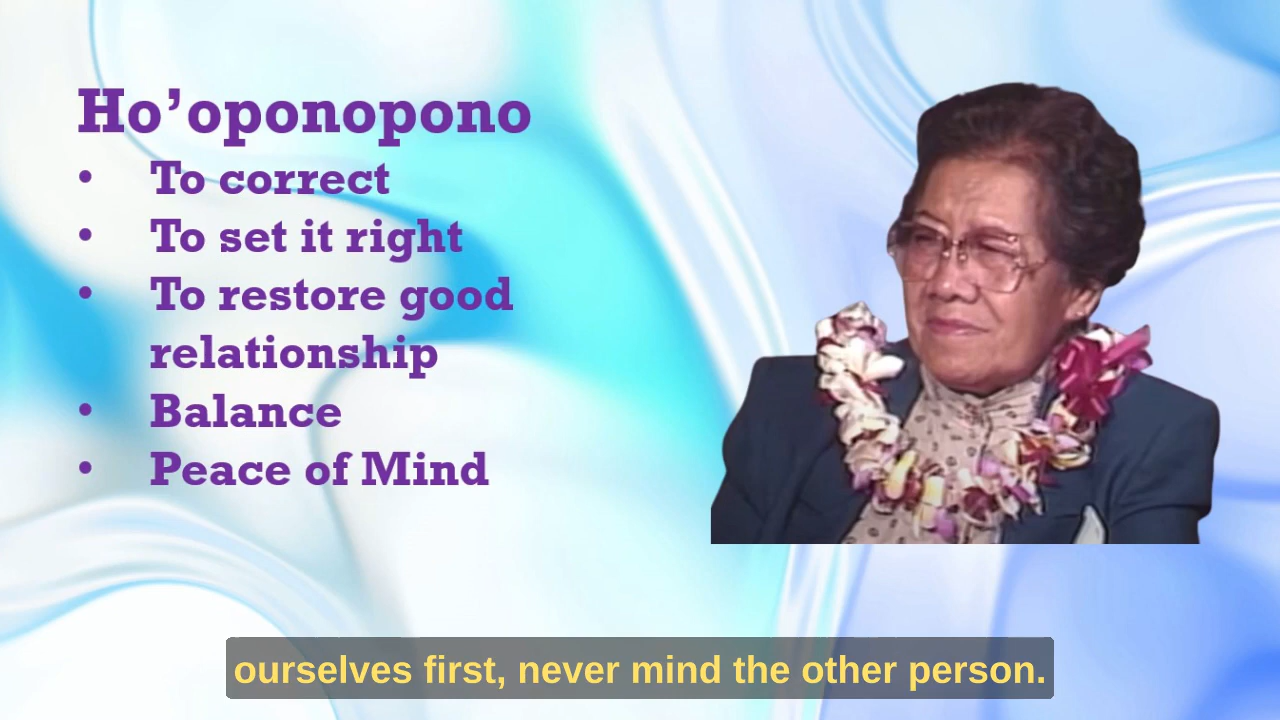 Ho’oponopono
• To correct
• To set it right
• To restore good
relationship
• Balance
• Peace of Mind
ourselves first, never mind the other person.